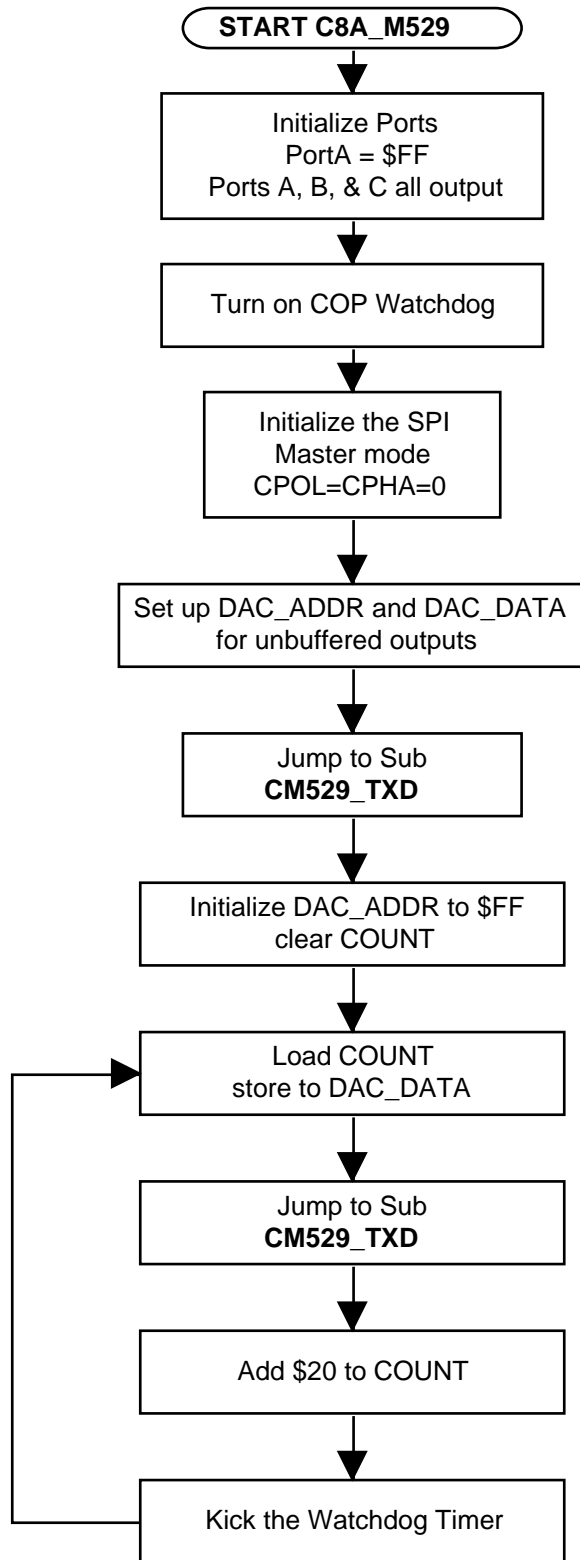 START C8A_M529
Initialize Ports
PortA = $FF
Ports A, B, & C all output
Turn on COP Watchdog
Initialize the SPI
Master mode
CPOL=CPHA=0
Set up DAC_ADDR and DAC_DATA
for unbuffered outputs
Jump to Sub
CM529_TXD
Initialize DAC_ADDR to $FF
clear COUNT
Load COUNT
store to DAC_DATA
Jump to Sub
CM529_TXD
Add $20 to COUNT
Kick the Watchdog Timer